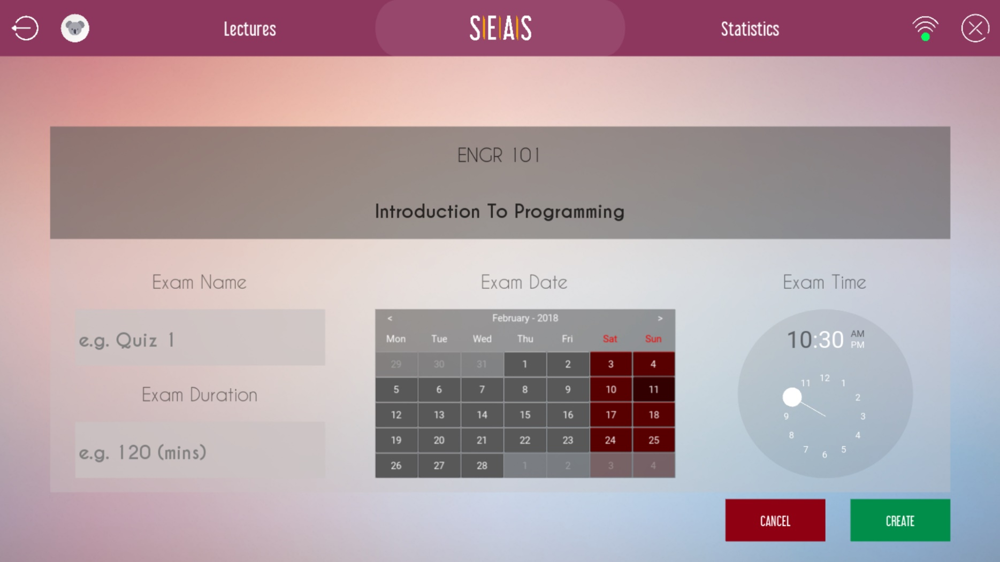 Lectures
SEAS
Statistics
ENGR 101
Introduction To Programming
Exam Name
Exam Date
Exam Time
e.g. Quiz 1
Exam Duration
e.g. 120 (mins)
< February - 2018 >
Mon Tue Wed Thu Fri Sat Sun
29 30 31 1 2 3 4
5 6 7 8 9 10 11
12 13 14 15 16 17 18
19 20 21 22 23 24 25
26 27 28 1 2 3 4
10:30 AM
PM
12
11 1
2
9 3
8 4
7 5
6
CANCEL
CREATE